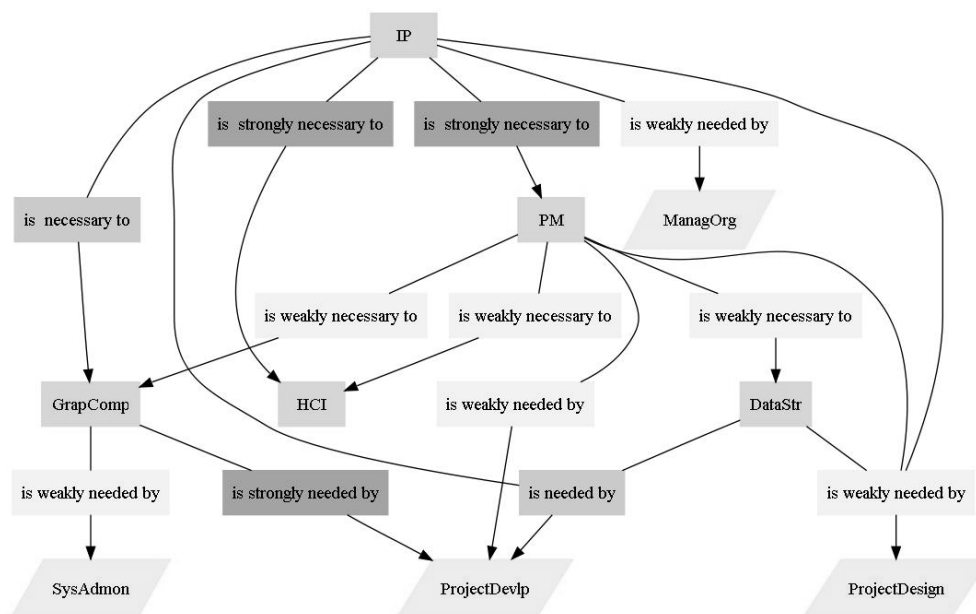 IP
is strongly necessary to
is strongly necessary to
is weakly needed by
is necessary to
PM
ManagOrg
is weakly necessary to
is weakly necessary to
is weakly necessary to
GrapComp
HCI
is weakly needed by
DataStr
is weakly needed by
is strongly needed by
is needed by
is weakly needed by
SysAdmon
ProjectDevlp
ProjectDesign